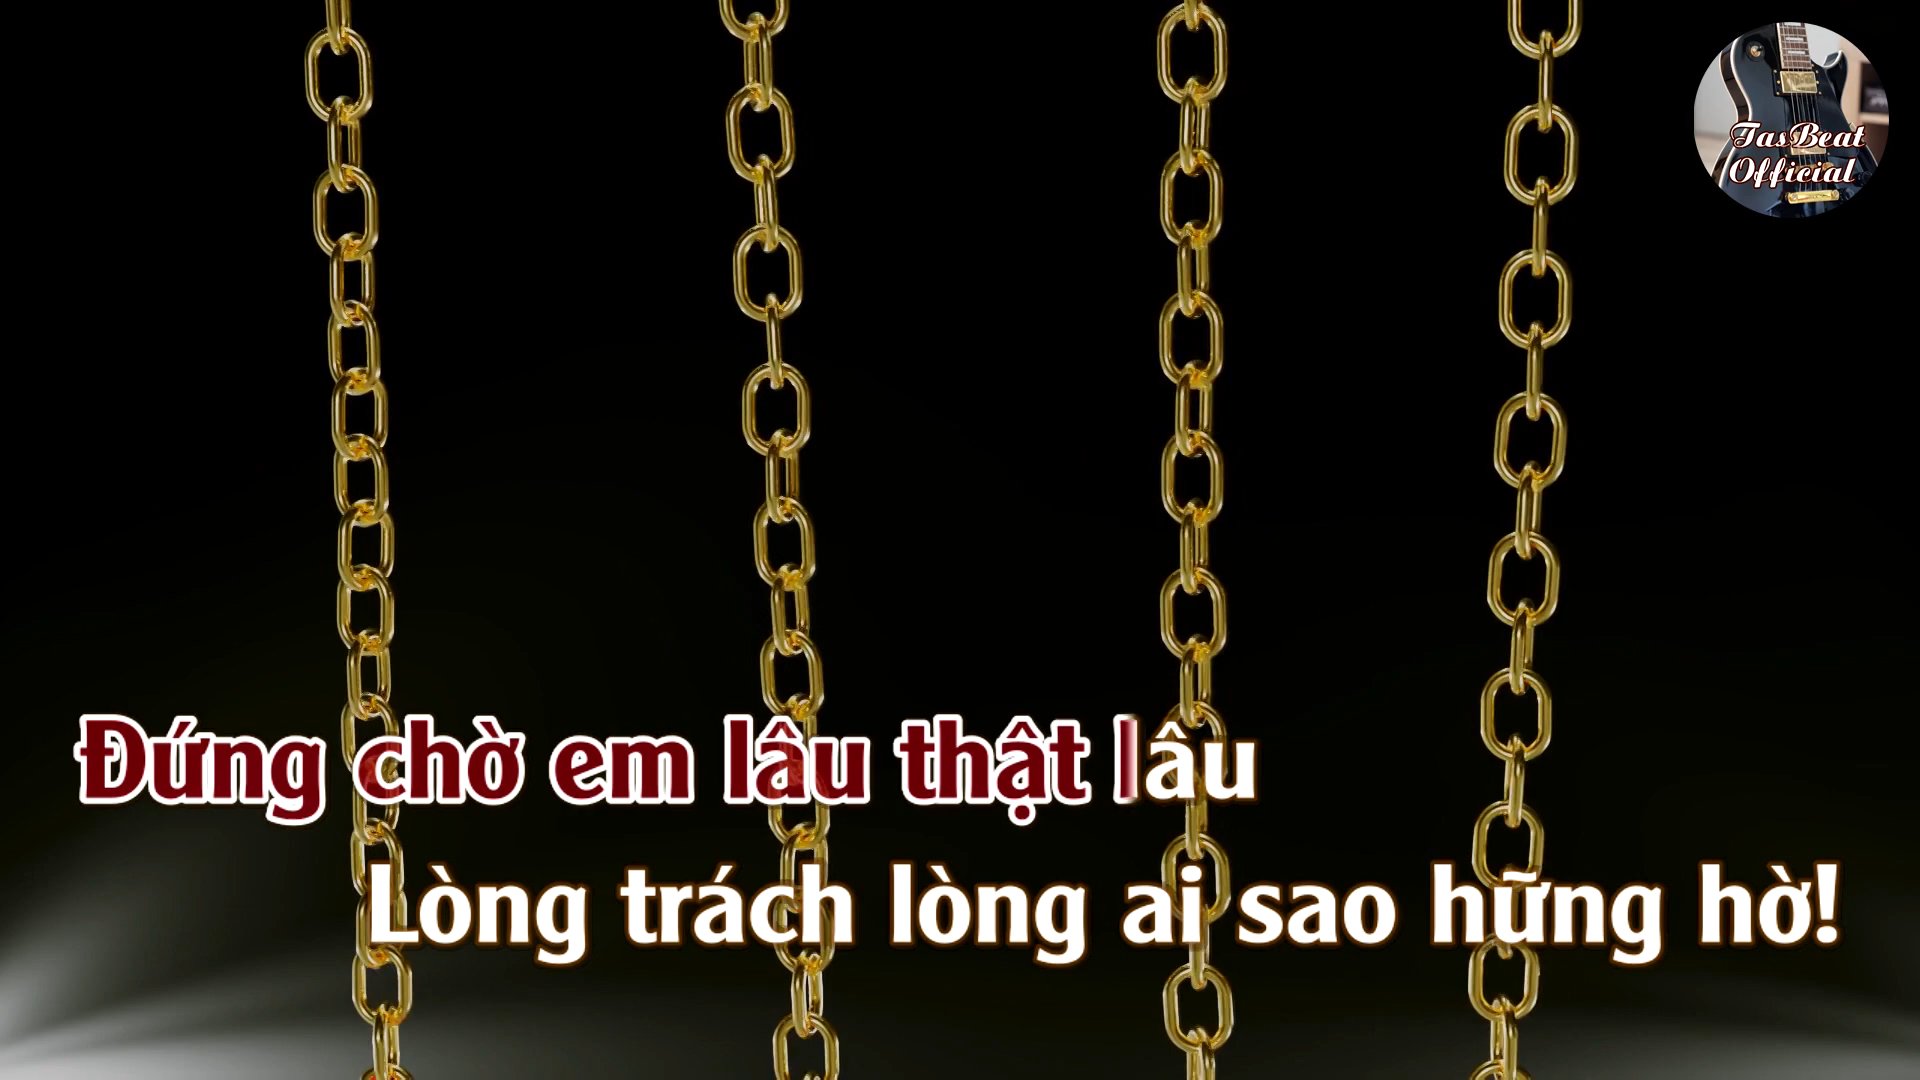 TasBeat
Official
Đứng chờ em lâu thật lâu
Lòng trách lòng ai sao hững hờ!